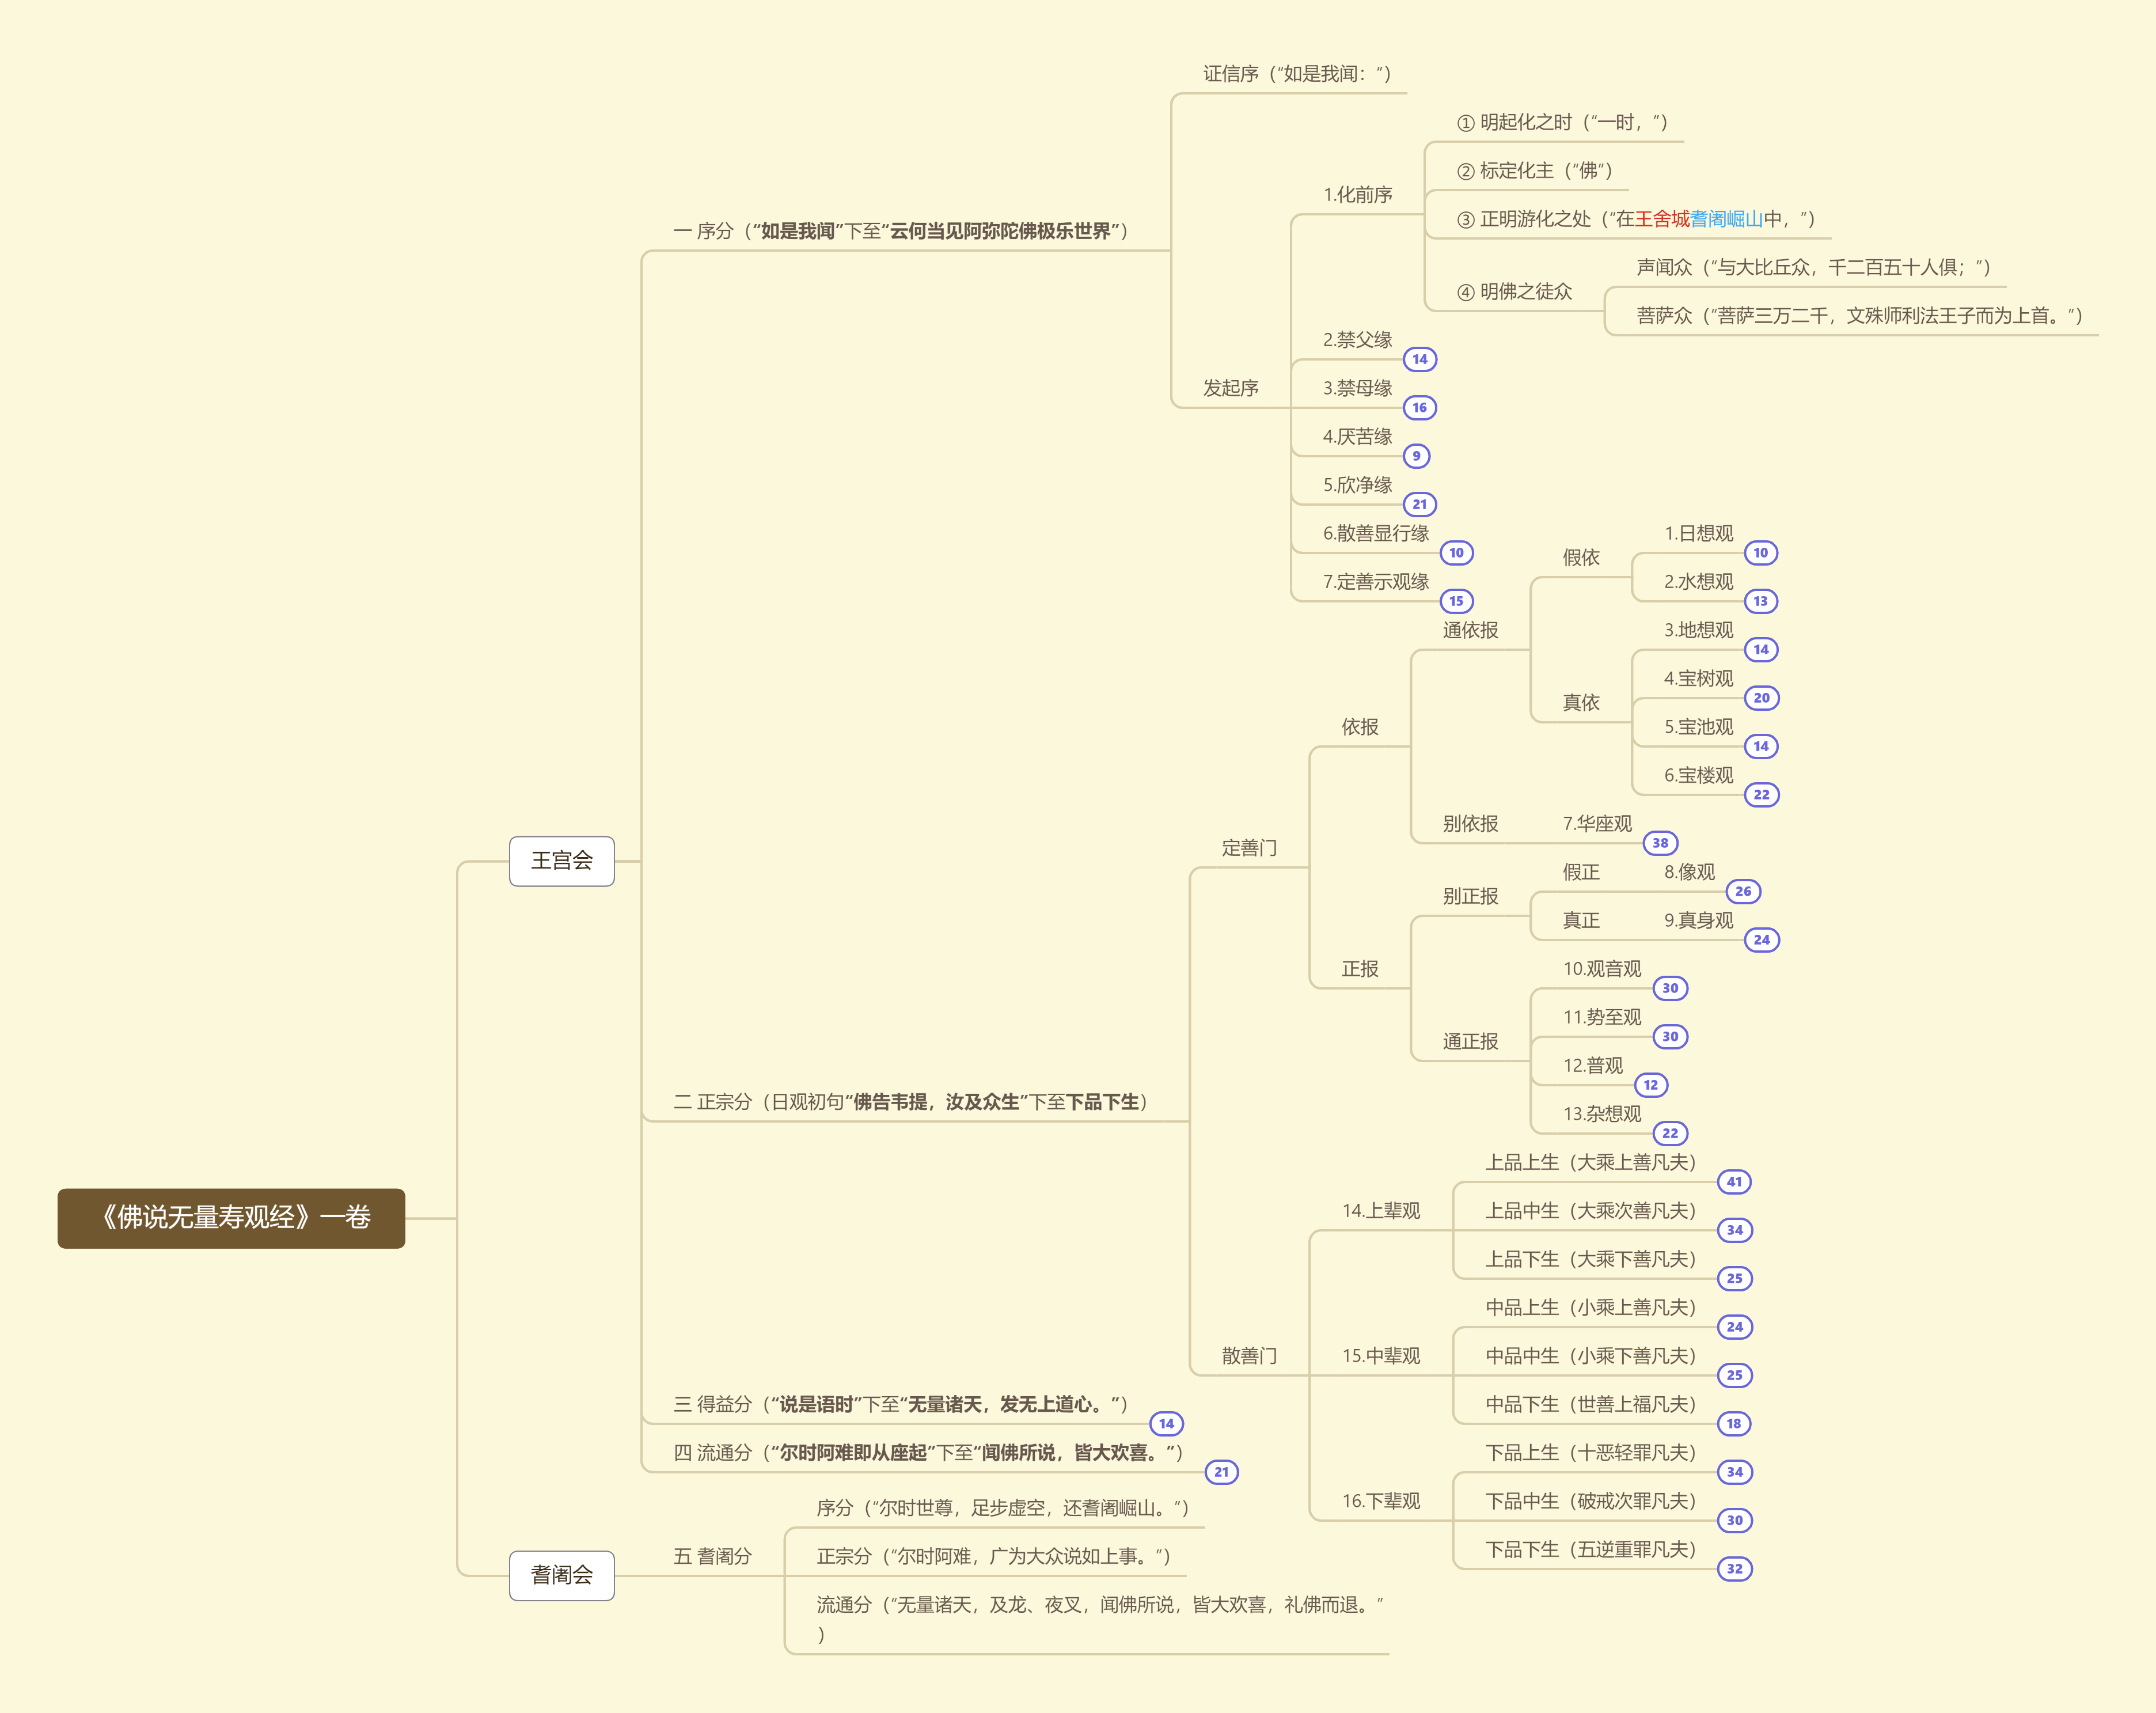 《佛说无量寿观经》一卷
王宫会
一 序分（“如是我闻”下至“云何当见阿弥陀佛极乐世界”）
证信序（“如是我闻：”）
发起序
1.化前序
① 明起化之时（“一时，”）
② 标定化主（“佛”）
③ 正明游化之处（“在王舍城耆阇崛山中，”）
④ 明佛之徒众
声闻众（“与大比丘众，千二百五十人俱；”）
菩萨众（“菩萨三万二千，文殊师利法王子而为上首。”）
2.禁父缘
14
3.禁母缘
16
4.厌苦缘
9
5.欣净缘
21
6.散善显行缘
10
7.定善示观缘
15
二 正宗分（日观初句“佛告韦提，汝及众生”下至下品下生）
定善门
依报
通依报
假依
1.日想观
10
2.水想观
13
真依
3.地想观
14
4.宝树观
20
5.宝池观
14
6.宝楼观
22
别依报
7.华座观
38
正报
别正报
假正
8.像观
26
真正
9.真身观
24
通正报
10.观音观
30
11.势至观
30
12.普观
12
13.杂想观
22
散善门
14.上辈观
上品上生（大乘上善凡夫）
41
上品中生（大乘次善凡夫）
34
上品下生（大乘下善凡夫）
25
15.中辈观
中品上生（小乘上善凡夫）
24
中品中生（小乘下善凡夫）
25
中品下生（世善上福凡夫）
18
16.下辈观
下品上生（十恶轻罪凡夫）
34
下品中生（破戒次罪凡夫）
30
下品下生（五逆重罪凡夫）
32
三 得益分（“说是语时”下至“无量诸天，发无上道心。”）
14
四 流通分（“尔时阿难即从座起”下至“闻佛所说，皆大欢喜。”）
21
耆阇会
五 耆阇分
序分（“尔时世尊，足步虚空，还耆阇崛山。”）
正宗分（“尔时阿难，广为大众说如上事。”）
流通分（“无量诸天，及龙、夜叉，闻佛所说，皆大欢喜，礼佛而退。”
）